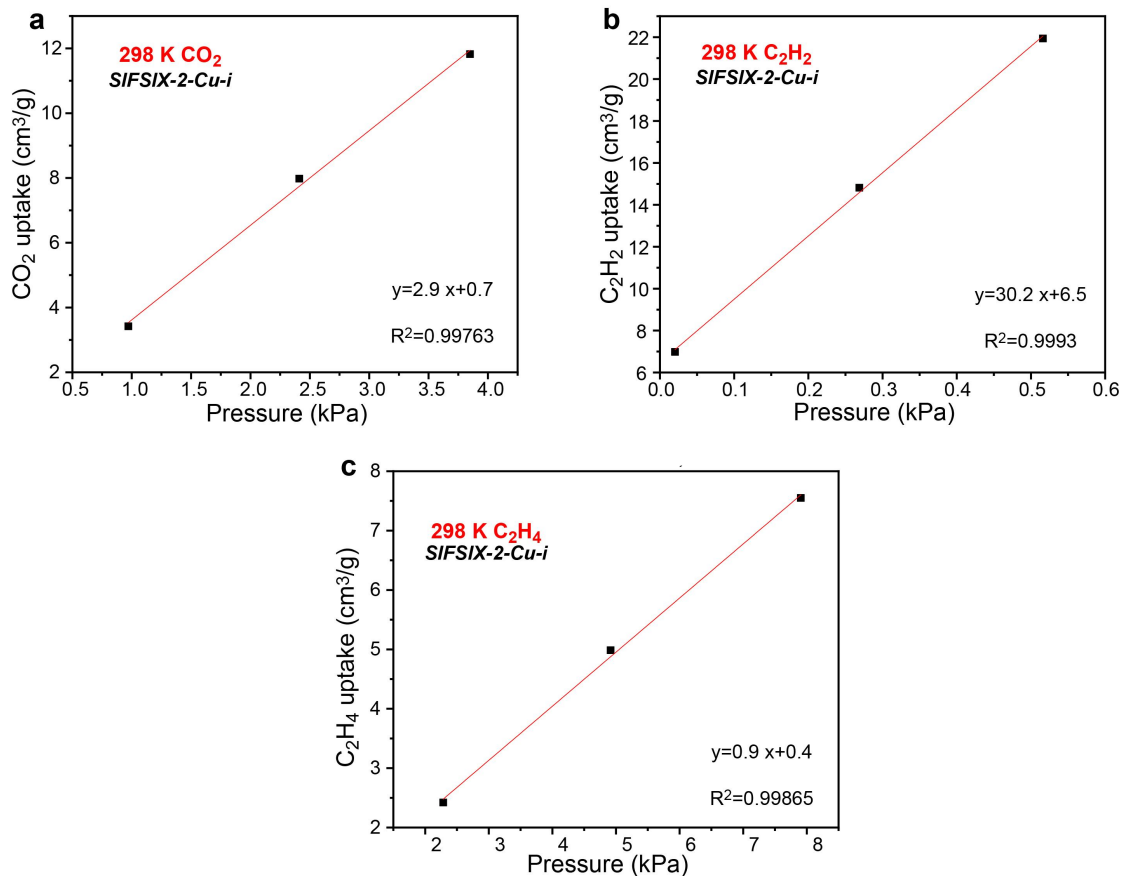 a
298 K CO₂
SIFSIX-2-Cu-i
CO₂ uptake (cm³/g)
12
10
8
6
4
2
y=2.9 x+0.7
R²=0.99763
0.5 1.0 1.5 2.0 2.5 3.0 3.5 4.0
Pressure (kPa)
b
298 K C₂H₂
SIFSIX-2-Cu-i
C₂H₂ uptake (cm³/g)
22
20
18
16
14
12
10
8
6
y=30.2 x+6.5
R²=0.9993
0.0 0.1 0.2 0.3 0.4 0.5 0.6
Pressure (kPa)
c
298 K C₂H₄
SIFSIX-2-Cu-i
C₂H₄ uptake (cm³/g)
8
7
6
5
4
3
2
y=0.9 x+0.4
R²=0.99865
2 3 4 5 6 7 8
Pressure (kPa)